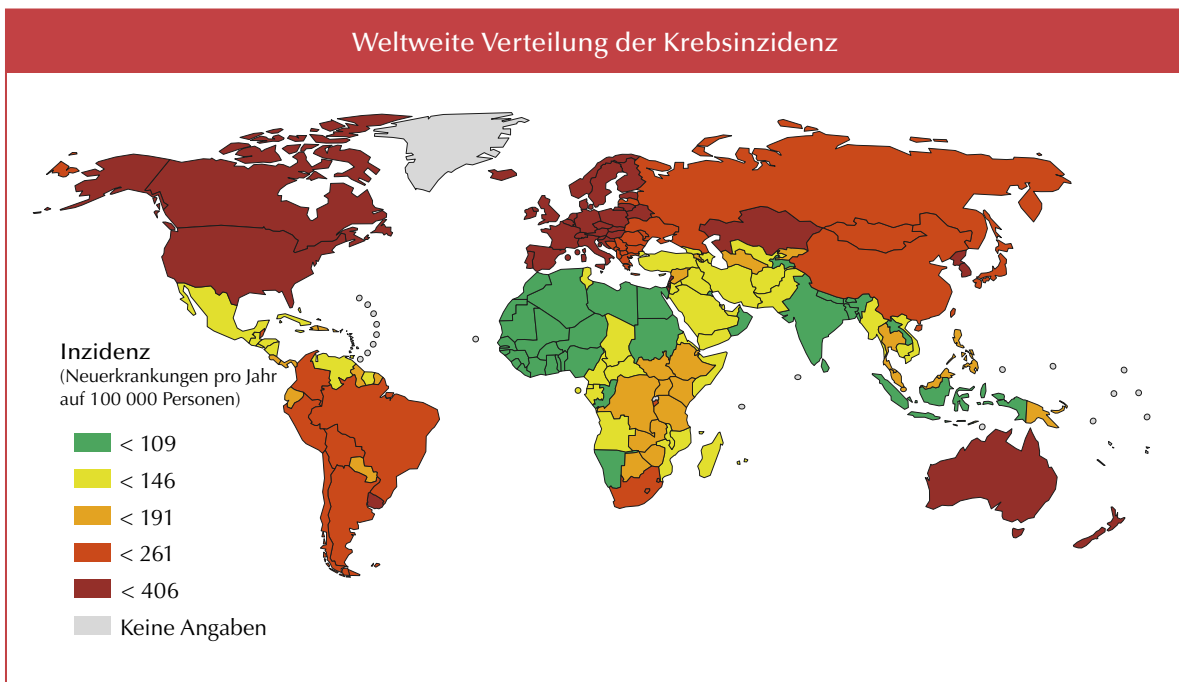 Weltweite Verteilung der Krebsinzidenz
Inzidenz
(Neuerkrankungen pro Jahr
auf 100 000 Personen)
< 109
< 146
< 191
< 261
< 406
Keine Angaben